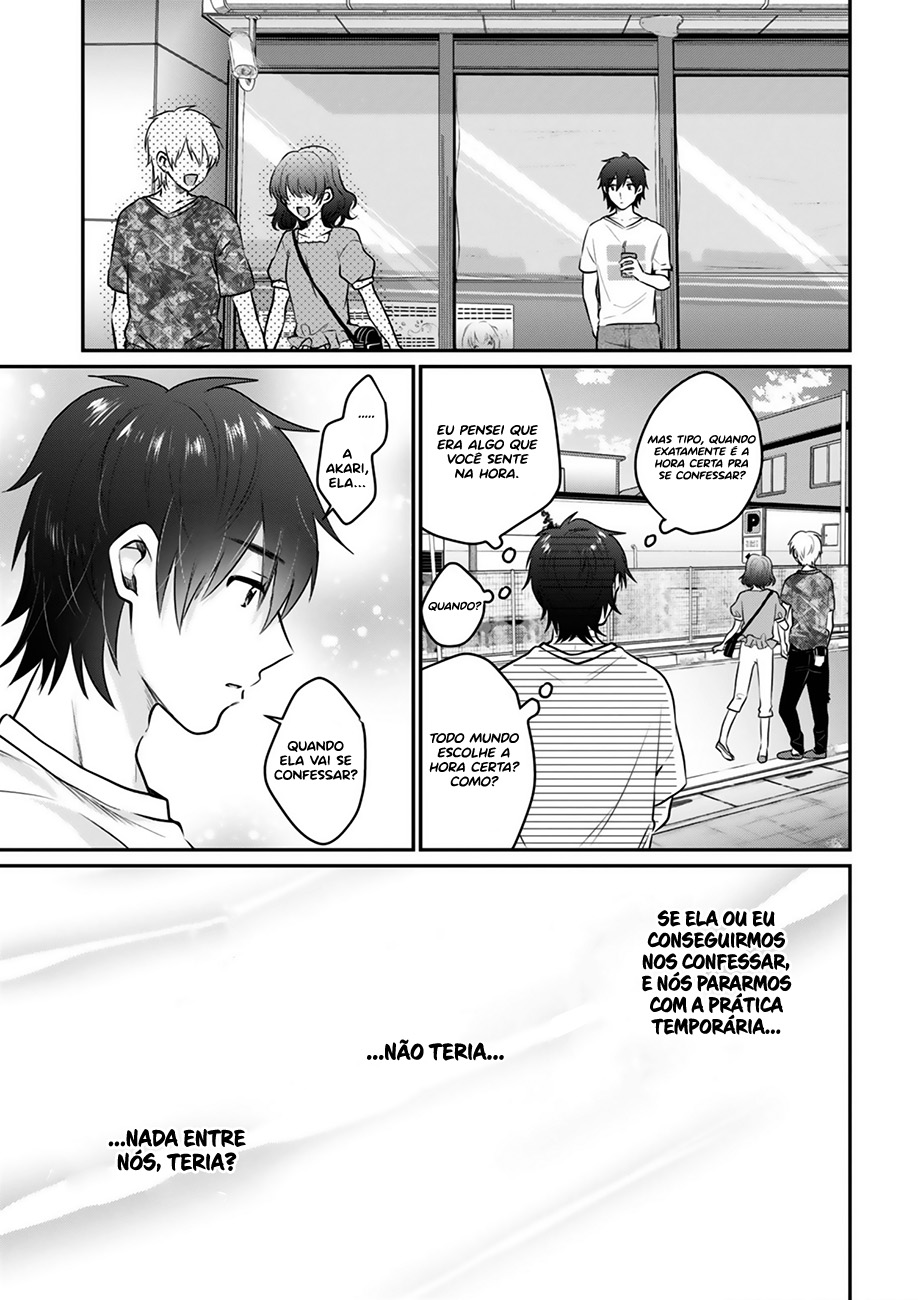 MAS TIPO, QUANDO
EXATAMENTE É A
HORA CERTA PRA
SE CONFESSAR?
EU PENSEI QUE
ERA ALGO QUE
VOCÊ SENTE
NA HORA.
QUANDO?
TODO MUNDO
ESCOLHE A
HORA CERTA?
COMO?
P
......
A
AKARI,
ELA...
QUANDO
ELA VAI SE
CONFESSAR?
SE ELA OU EU
CONSEGUIRMOS
NOS CONFESSAR,
E NÓS PARARMOS
COM A PRÁTICA
TEMPORÁRIA...
...NÃO TERIA...
...NADA ENTRE
NÓS, TERIA?